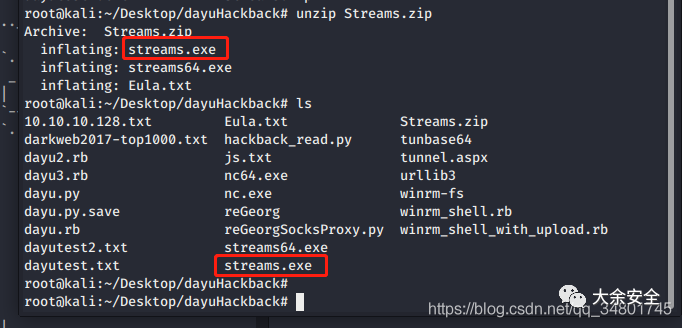 root@kali:~/Desktop/dayuHackback# unzip Streams.zip
Archive:  Streams.zip
  inflating: streams.exe
  inflating: streams64.exe
  inflating: Eula.txt
root@kali:~/Desktop/dayuHackback# ls
10.10.10.128.txt         Eula.txt              Streams.zip
darkweb2017-top1000.txt  hackback_read.py      tunbase64
dayu2.rb                 js.txt                tunnel.aspx
dayu3.rb                 nc64.exe              urllib3
dayu.py                  nc.exe                winrm-fs
dayu.py.save             reGeorg               winrm_shell.rb
dayu.rb                  reGeorgSocksProxy.py  winrm_shell_with_upload.rb
dayutest2.txt            streams64.exe
dayutest.txt             streams.exe
root@kali:~/Desktop/dayuHackback#
root@kali:~/Desktop/dayuHackback#
大余安全
https://blog.csdn.net/qq_34801745